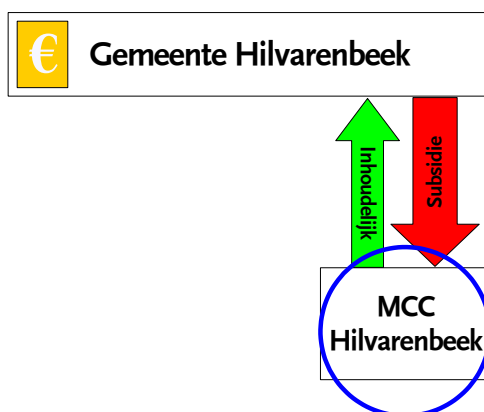 € Gemeente Hilvarenbeek
Inhoudelijk
Subsidie
MCC
Hilvarenbeek